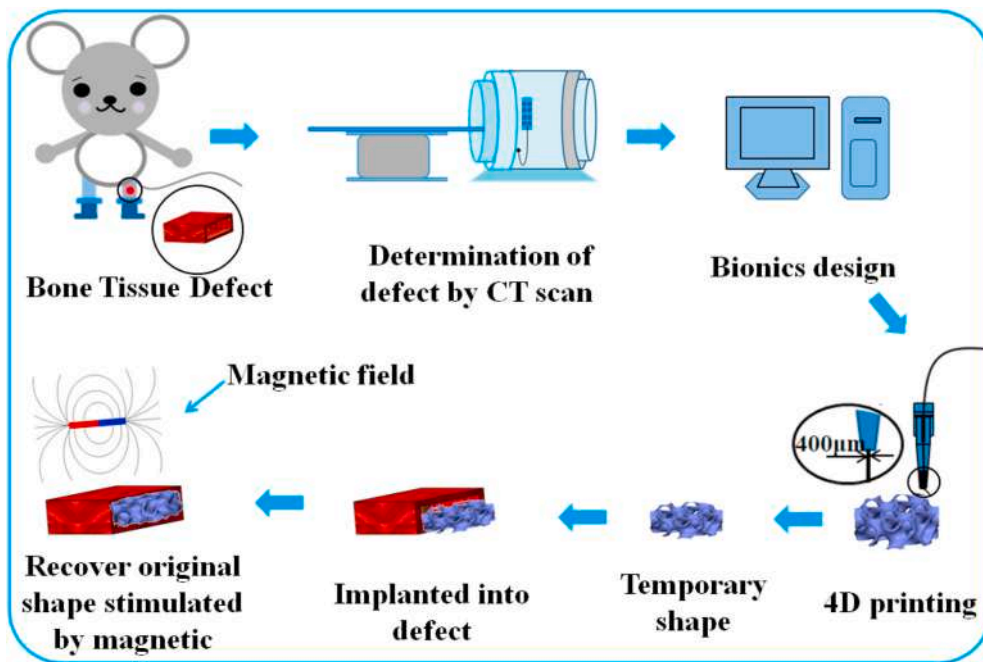 Bone Tissue Defect
Determination of
defect by CT scan
Bionics design
Magnetic field
400μm
Recover original
shape stimulated
by magnetic
Implanted into
defect
Temporary
shape
4D printing